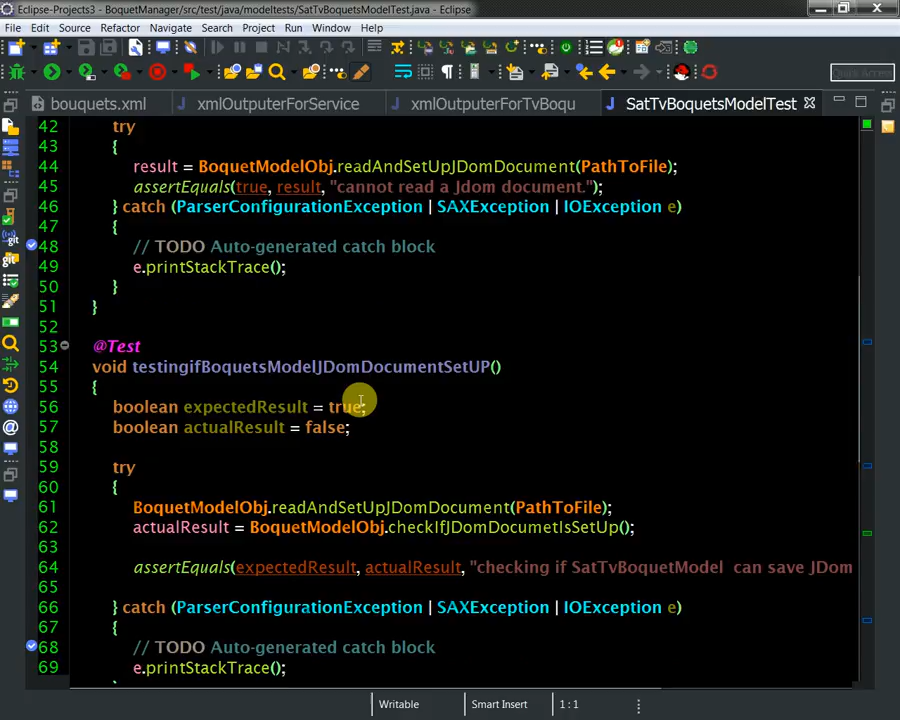 Eclipse-Projects3 - BoquetManager/src/test/java/modeltests/SatTvBoquetsModelTest.java - Eclipse
File Edit Source Refactor Navigate Search Project Run Window Help
Quick Access
bouquets.xml xmlOutputerForService xmlOutputerForTvBoqu SatTvBoquetsModelTest
42 try
43 {
44 result = BoquetModelObj.readAndSetUpJDomDocument(PathToFile);
45 assertEquals(true, result, "cannot read a Jdom document");
46 } catch (ParserConfigurationException | SAXException | IOException e)
47 {
48 // TODO Auto-generated catch block
49 e.printStackTrace();
50 }
51 }
52
53 @Test
54 void testingifBoquetsModelJDomDocumentSetUP()
55 {
56 boolean expectedResult = true;
57 boolean actualResult = false;
58
59 try
60 {
61 BoquetModelObj.readAndSetUpJDomDocument(PathToFile);
62 actualResult = BoquetModelObj.checkIfJDomDocumetIsSetUp();
63
64 assertEquals(expectedResult, actualResult, "checking if SatTvBoquetModel  can save JDom
65
66 } catch (ParserConfigurationException | SAXException | IOException e)
67 {
68 // TODO Auto-generated catch block
69 e.printStackTrace();
Writable Smart Insert 1 : 1